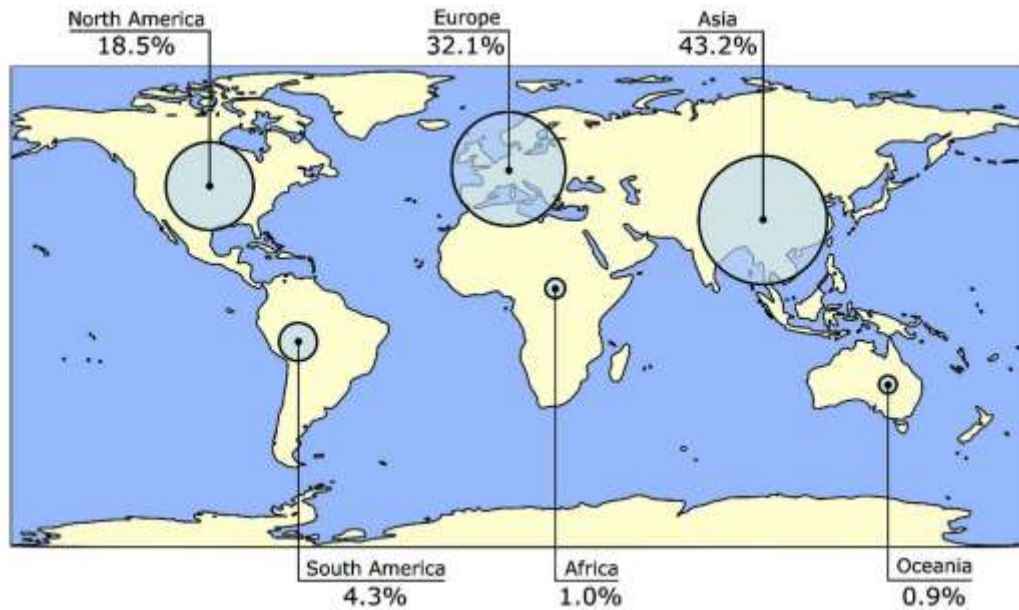 North America
18.5%
Europe
32.1%
Asia
43.2%
South America
4.3%
Africa
1.0%
Oceania
0.9%